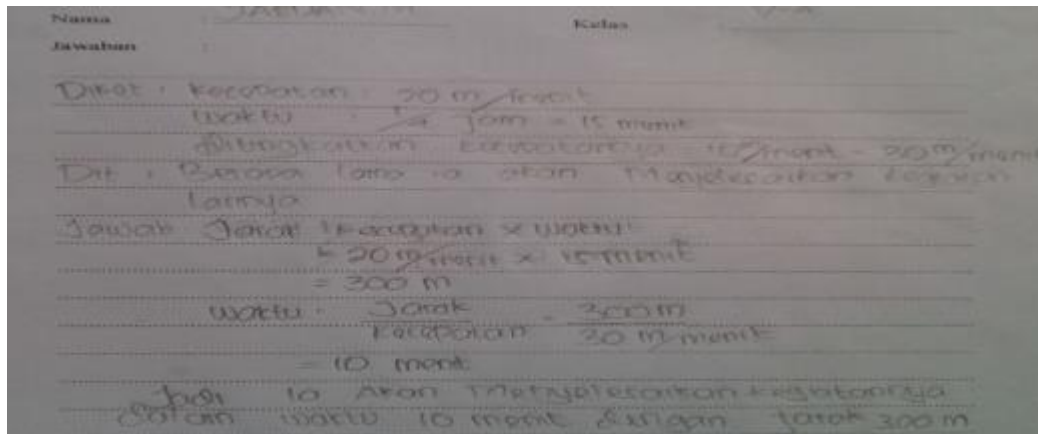 Nama : Kelas
Jawaban :
Diket : Kecepatan : 20 m/menit
waktu : 1/4 jam = 15 menit
ditingkatkan kecepatannya = 10/menit = 30 m/menit
Dit : Berapa lama ia akan Menyelesaikan kegiatan
larinya
Jawab Jarak : Kecepatan x waktu
= 20 m/menit x 15 menit
= 300 m
waktu = Jarak = 300 m
Kecepatan 30 m/menit
= 10 menit
Jadi ia Akan Menyelesaikan kegiatannya
dalam waktu 10 menit dengan jarak 300 m